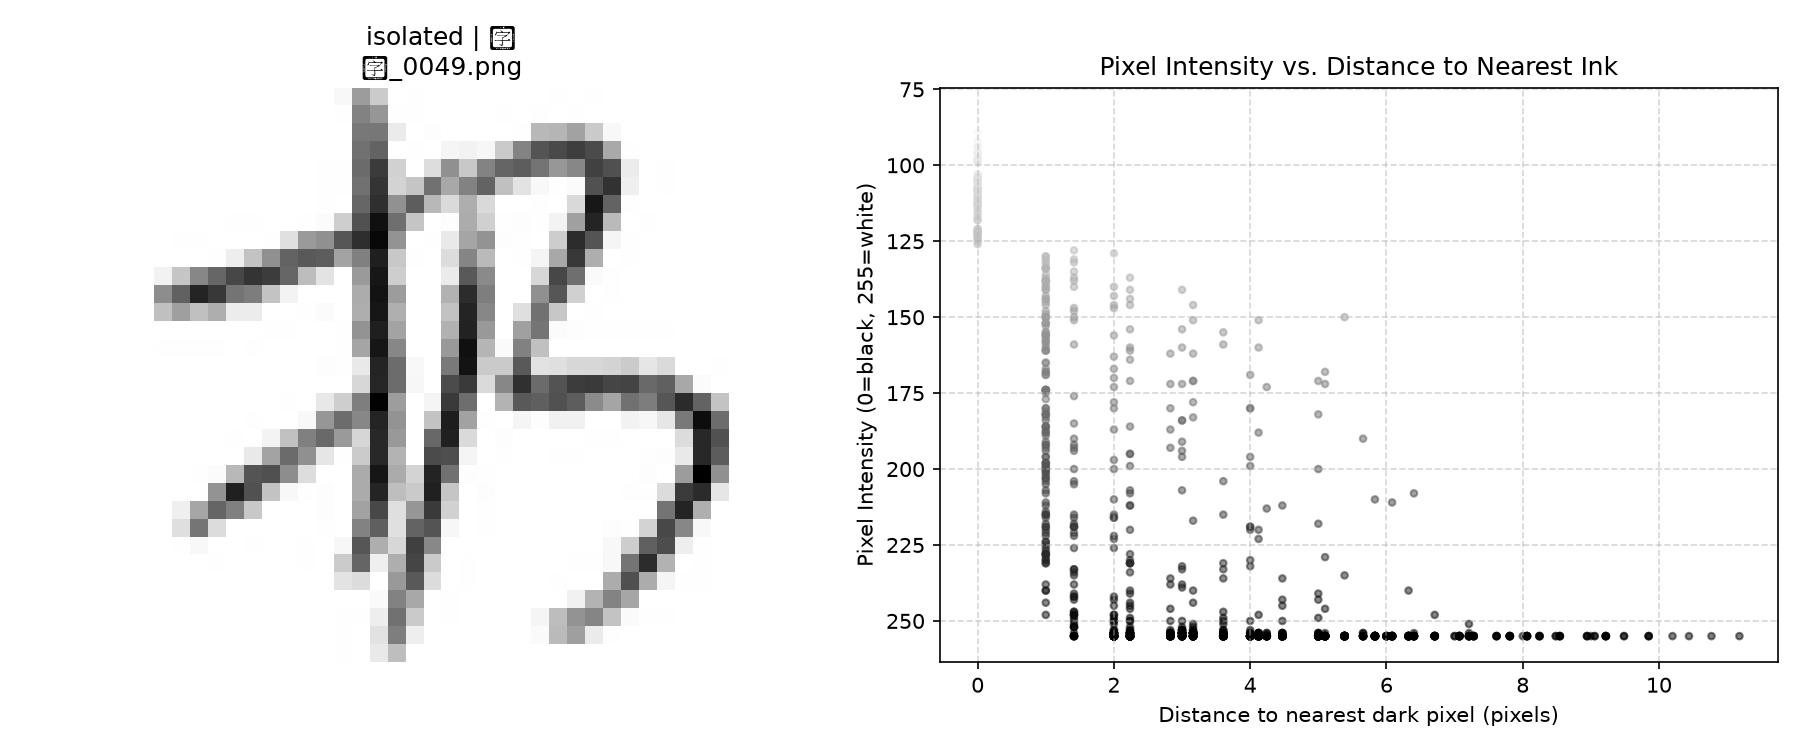 isolated |
_0049.png
扔
Pixel Intensity vs. Distance to Nearest Ink
Pixel Intensity (0=black, 255=white)
75
100
125
150
175
200
225
250
0 2 4 6 8 10
Distance to nearest dark pixel (pixels)